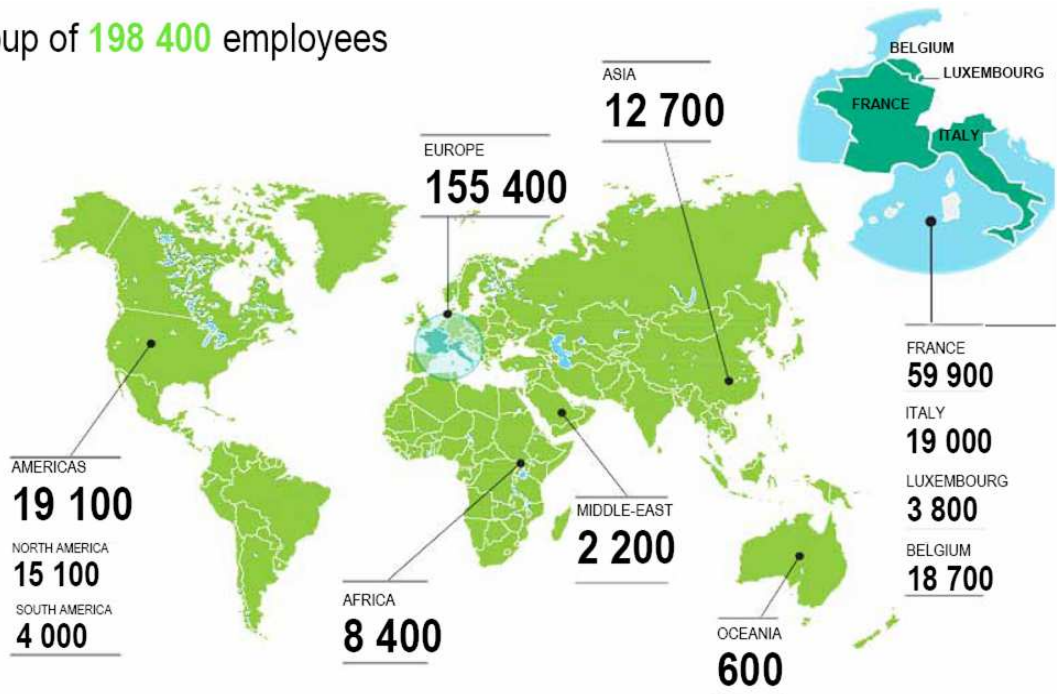 of 198 400 employees
ASIA
12 700
EUROPE
155 400
BELGIUM
LUXEMBOURG
FRANCE
ITALY
AMERICAS
19 100
NORTH AMERICA
15 100
SOUTH AMERICA
4 000
AFRICA
8 400
MIDDLE-EAST
2 200
OCEANIA
600
FRANCE
59 900
ITALY
19 000
LUXEMBOURG
3 800
BELGIUM
18 700